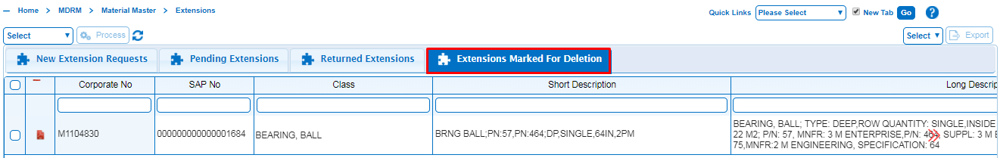 Home > MDRM > Material Master > Extensions
Quick Links Please Select New Tab Go ?
Select Process Select Export
New Extension Requests Pending Extensions Returned Extensions Extensions Marked For Deletion
Corporate No SAP No Class Short Description Long Descrip
M1104830 000000000000001684 BEARING, BALL BRNG BALL;PN:57,PN:464;DP,SINGLE,64IN,2PM
BEARING, BALL; TYPE: DEEP,ROW QUANTITY: SINGLE,INSIDE
22 M2; P/N: 57, MNFR: 3 M ENTERPRISE,P/N: 464, SUPPL: 3 M E
75,MNFR:2 M ENGINEERING, SPECIFICATION: 64